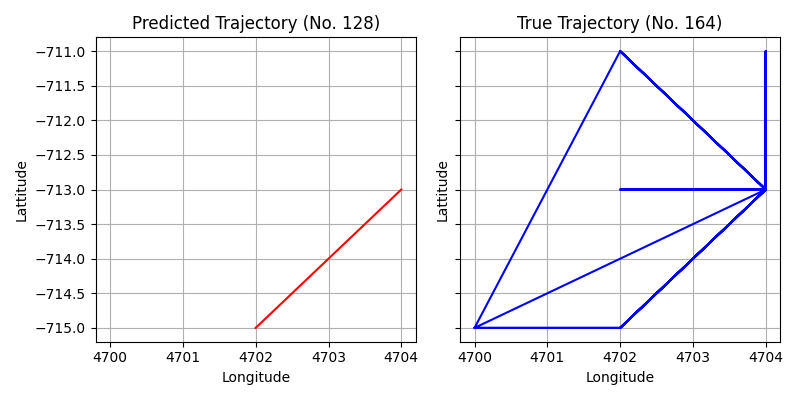 Predicted Trajectory (No. 128)
True Trajectory (No. 164)
−711.0
−711.5
−712.0
−712.5
−713.0
−713.5
−714.0
−714.5
−715.0
Lattitude
Lattitude
4700 4701 4702 4703 4704
4700 4701 4702 4703 4704
Longitude
Longitude